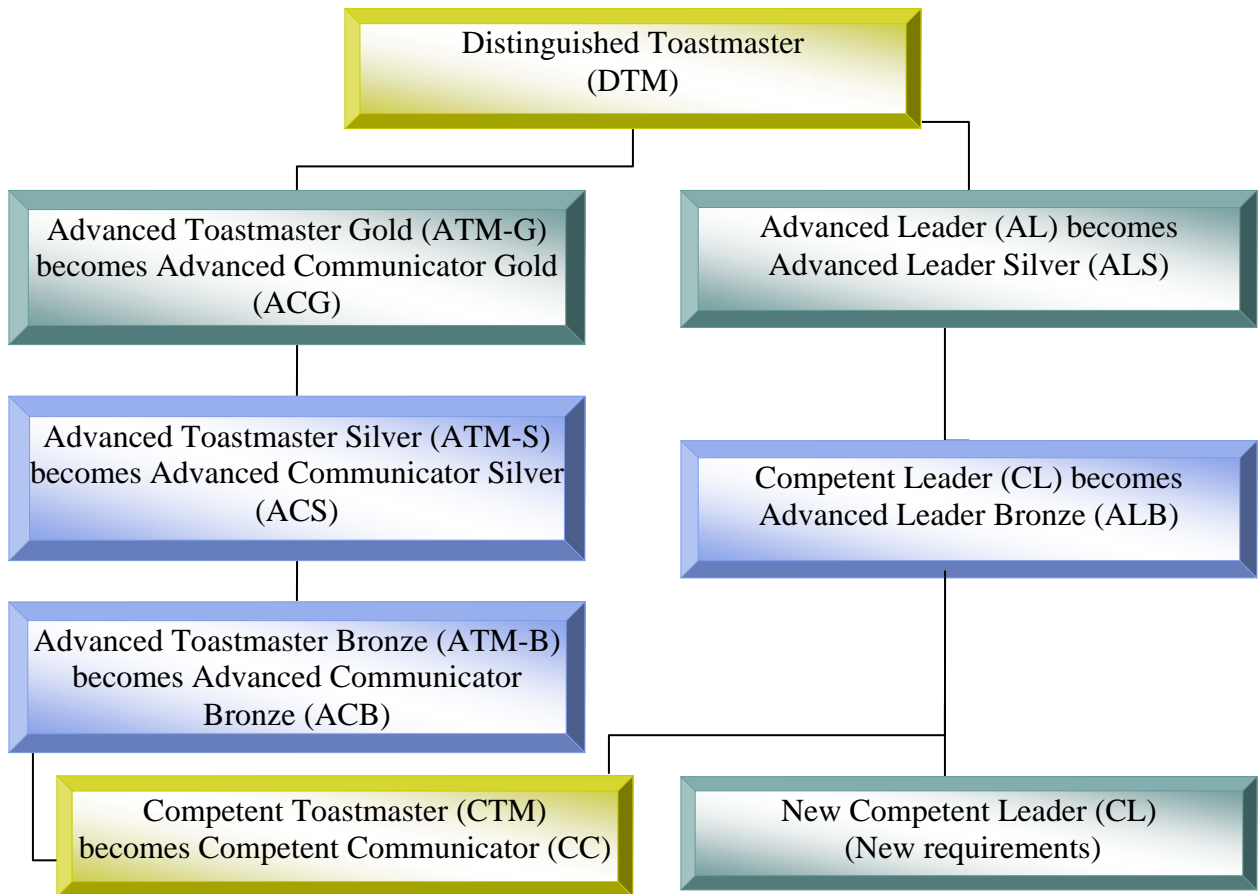 Distinguished Toastmaster
(DTM)
Advanced Toastmaster Gold (ATM-G)
becomes Advanced Communicator Gold
(ACG)
Advanced Leader (AL) becomes
Advanced Leader Silver (ALS)
Advanced Toastmaster Silver (ATM-S)
becomes Advanced Communicator Silver
(ACS)
Competent Leader (CL) becomes
Advanced Leader Bronze (ALB)
Advanced Toastmaster Bronze (ATM-B)
becomes Advanced Communicator
Bronze (ACB)
Competent Toastmaster (CTM)
becomes Competent Communicator (CC)
New Competent Leader (CL)
(New requirements)